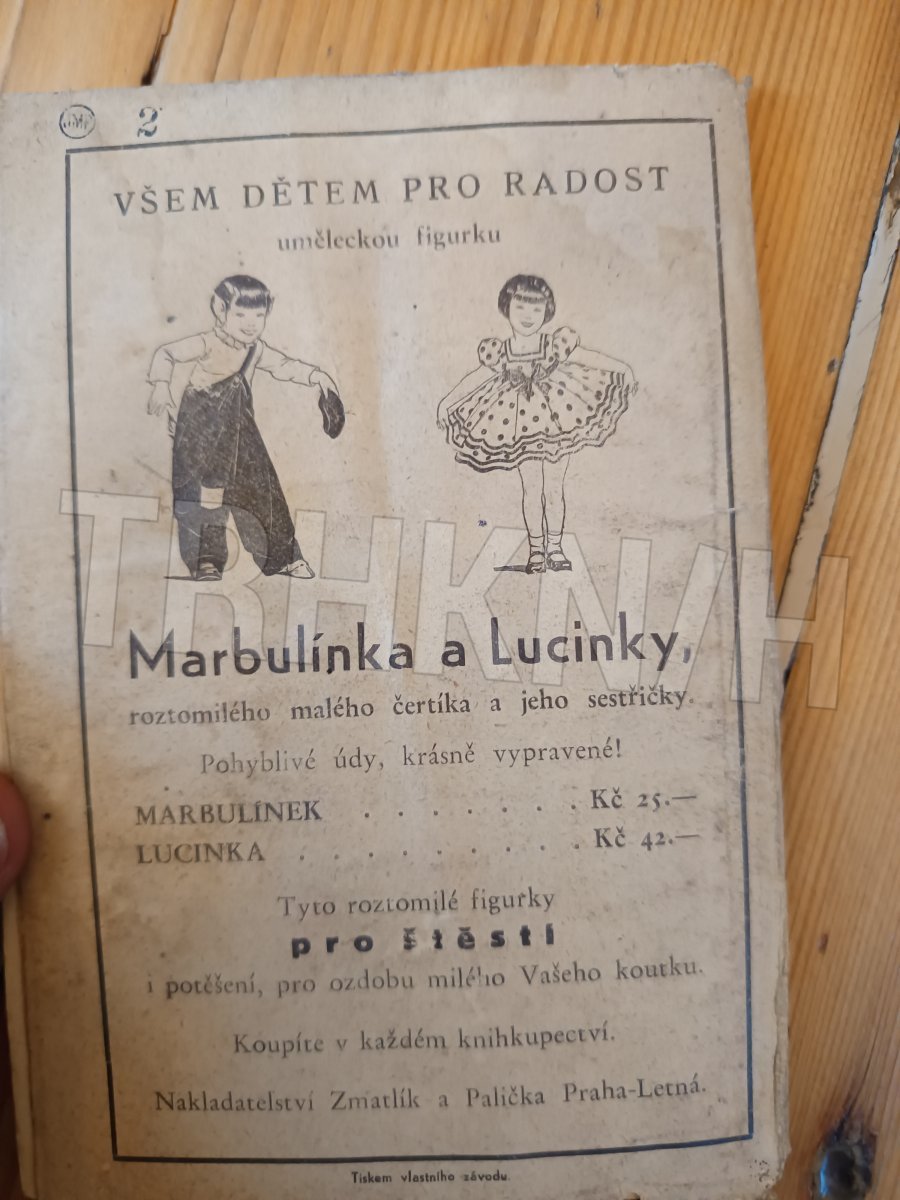 2
VŠEM DĚTEM PRO RADOST
uměleckou figurku
TRHKNIH
Marbulínka a Lucinky,
roztomilého malého čertíka a jeho sestřičky.
Pohyblivé údy, krásně vypravené!
MARBULÍNEK . . . . . . . Kč 25.—
LUCINKA . . . . . . . . . Kč 42.—
Tyto roztomilé figurky
pro štěstí
i potěšení, pro ozdobu milého Vašeho koutku.
Koupíte v každém knihkupectví.
Nakladatelství Zmatlík a Palička Praha-Letná.
Tiskem vlastního závodu.